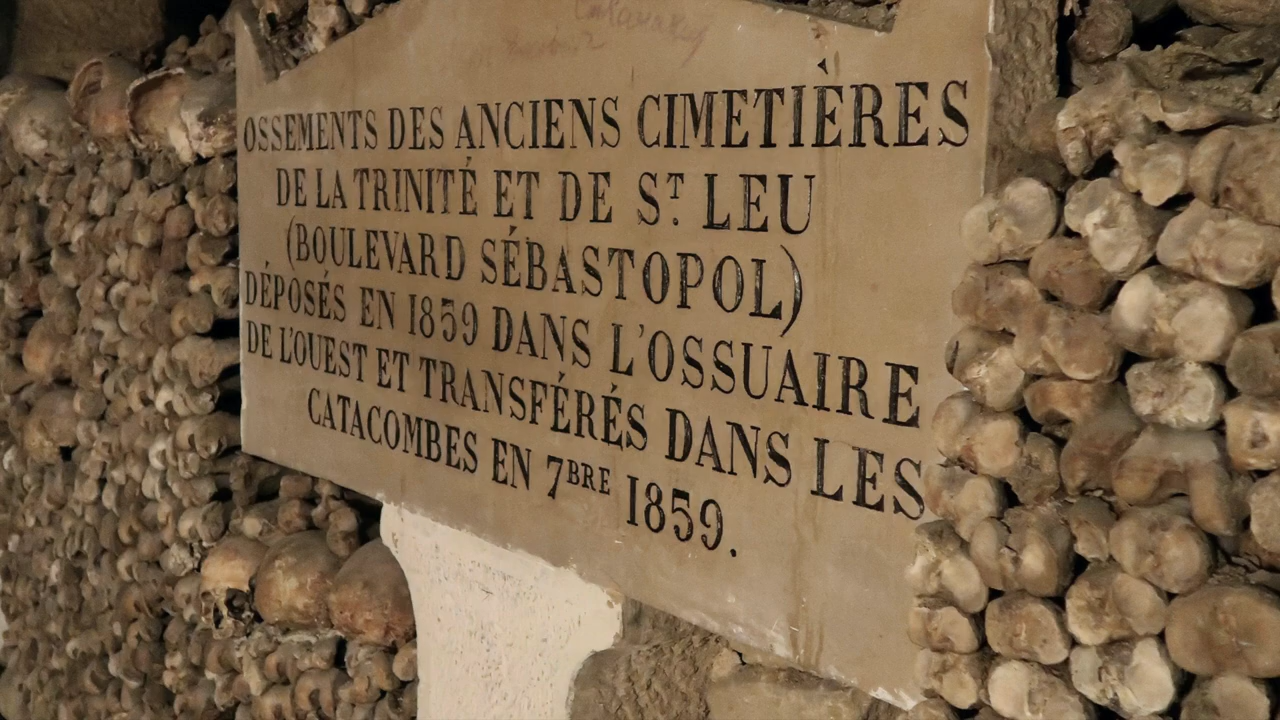 OSSEMENTS DES ANCIENS CIMETIÈRES
DE LA TRINITÉ ET DE ST. LEU
(BOULEVARD SÉBASTOPOL)
DÉPOSÉS EN 1859 DANS L'OSSUAIRE
DE L'OUEST ET TRANSFÉRÉS DANS LES
CATACOMBES EN 7BRE 1859.